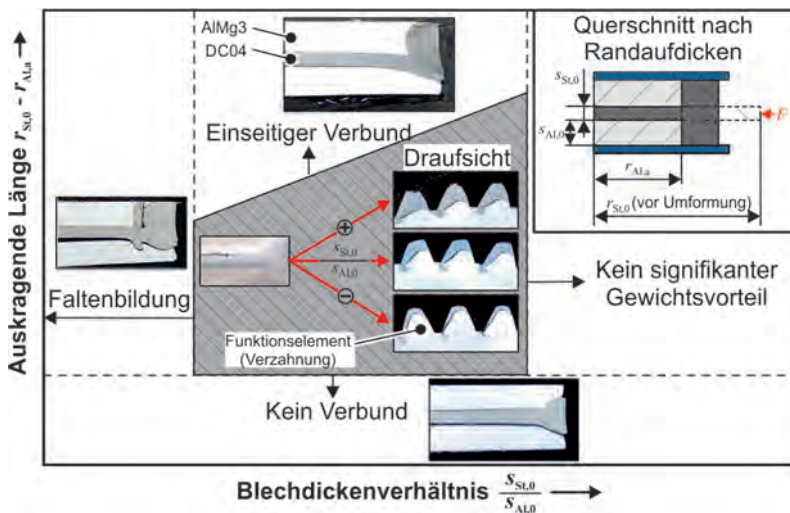 AlMg3
DC04
Querschnitt nach
Randaufdicken
s_St,0
s_Al,0
F
r_Al,a
r_St,0 (vor Umformung)
Auskragende Länge r_St,0 - r_Al,a
Einseitiger Verbund
Draufsicht
Faltenbildung
+
s_St,0
s_Al,0
−
Funktionselement
(Verzahnung)
Kein signifikanter
Gewichtsvorteil
Kein Verbund
Blechdickenverhältnis s_St,0
s_Al,0